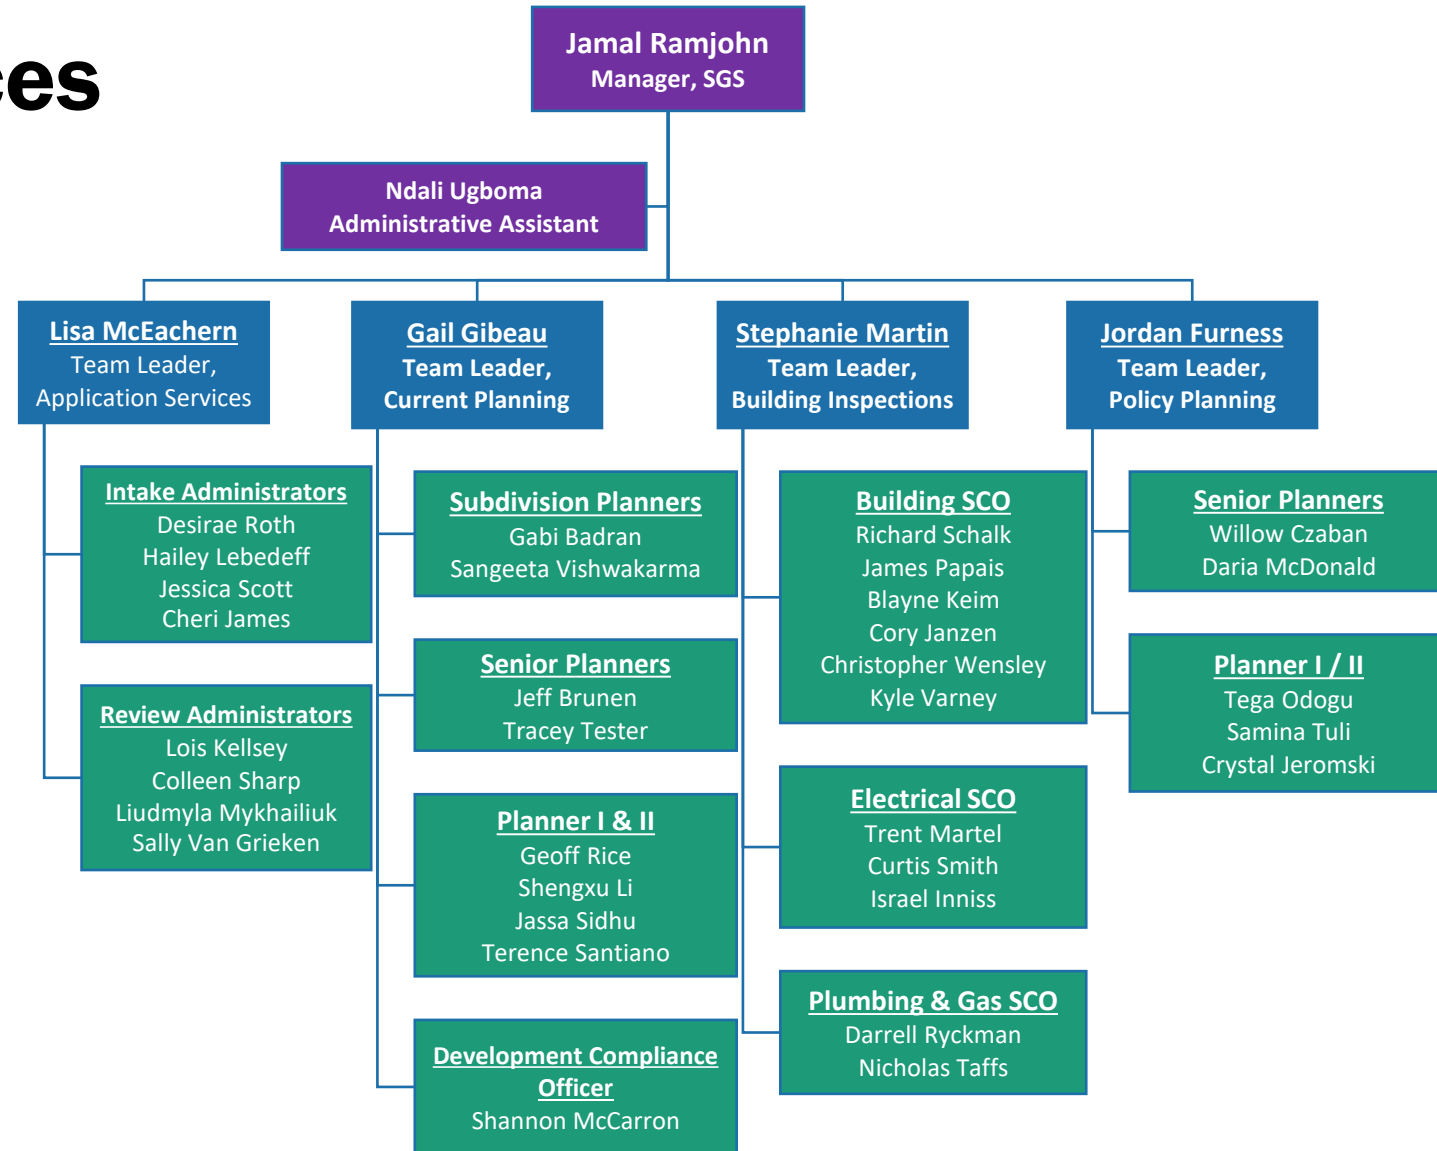 ces
Jamal Ramjohn
Manager, SGS
Ndali Ugboma
Administrative Assistant
Lisa McEachern
Team Leader,
Application Services
Intake Administrators
Desirae Roth
Hailey Lebedeff
Jessica Scott
Cheri James
Review Administrators
Lois Kellsey
Colleen Sharp
Liudmyla Mykhailiuk
Sally Van Grieken
Gail Gibeau
Team Leader,
Current Planning
Subdivision Planners
Gabi Badran
Sangeeta Vishwakarma
Senior Planners
Jeff Brunen
Tracey Tester
Planner I & II
Geoff Rice
Shengxu Li
Jassa Sidhu
Terence Santiano
Development Compliance
Officer
Shannon McCarron
Stephanie Martin
Team Leader,
Building Inspections
Building SCO
Richard Schalk
James Papais
Blayne Keim
Cory Janzen
Christopher Wensley
Kyle Varney
Electrical SCO
Trent Martel
Curtis Smith
Israel Inniss
Plumbing & Gas SCO
Darrell Ryckman
Nicholas Taffs
Jordan Furness
Team Leader,
Policy Planning
Senior Planners
Willow Czaban
Daria McDonald
Planner I / II
Tega Odogu
Samina Tuli
Crystal Jeromski